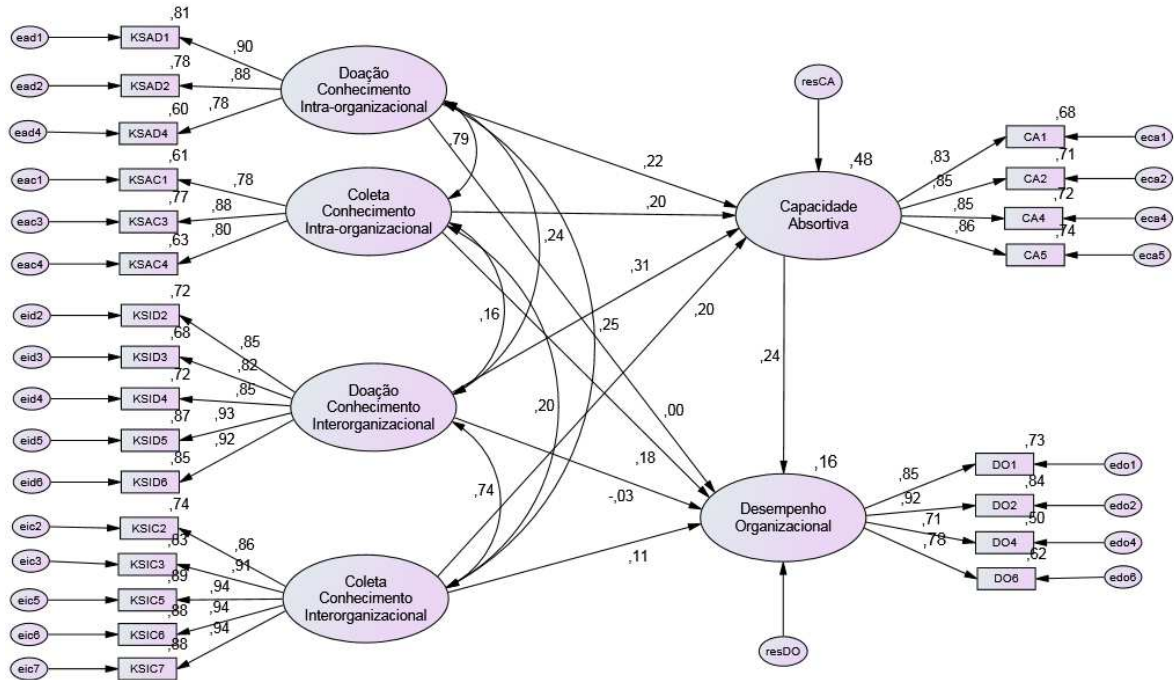 ,81
ead1
KSAD1
,90
,78
ead2
KSAD2
,88
,60
ead4
KSAD4
,78
Doação
Conhecimento
Intra-organizacional
,61
eac1
KSAC1
,78
,77
eac3
KSAC3
,88
,63
eac4
KSAC4
,80
Coleta
Conhecimento
Intra-organizacional
,72
eid2
KSID2
,85
,68
eid3
KSID3
,82
,72
eid4
KSID4
,85
,87
eid5
KSID5
,93
,85
eid6
KSID6
,92
Doação
Conhecimento
Interorganizacional
,74
eic2
KSIC2
,86
,83
eic3
KSIC3
,91
,89
eic5
KSIC5
,94
,88
eic6
KSIC6
,94
,88
eic7
KSIC7
,94
Coleta
Conhecimento
Interorganizacional
,79
,24
,16
,25
,20
,74
,22
,20
,31
,20
,00
,18
-,03
,11
,24
resCA
,48
Capacidade
Absortiva
,83
,68
CA1
eca1
,85
,71
CA2
eca2
,85
,72
CA4
eca4
,86
,74
CA5
eca5
,16
Desempenho
Organizacional
resDO
,85
,73
DO1
edo1
,92
,84
DO2
edo2
,71
,50
DO4
edo4
,78
,62
DO6
edo6